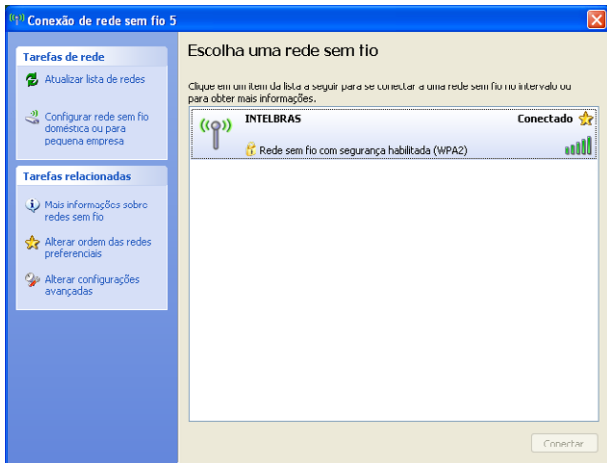 Conexão de rede sem fio 5
Tarefas de rede
Atualizar lista de redes
Configurar rede sem fio
doméstica ou para
pequena empresa
Tarefas relacionadas
Mais informações sobre
redes sem fio
Alterar ordem das redes
preferenciais
Alterar configurações
avançadas
Escolha uma rede sem fio
Clique em um item da lista a seguir para se conectar a uma rede sem fio no intervalo ou
para obter mais informações.
INTELBRAS Conectado
Rede sem fio com segurança habilitada (WPA2)
Conectar